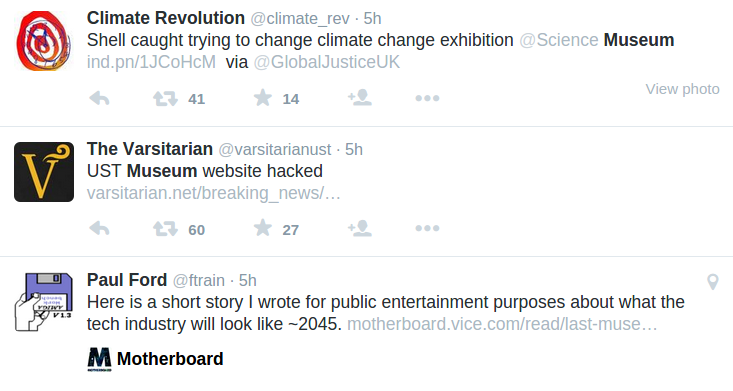 Climate Revolution @climate_rev · 5h
Shell caught trying to change climate change exhibition @Science Museum
ind.pn/1JCoHcM via @GlobalJusticeUK
41 14
View photo
The Varsitarian @varsitarianust · 5h
UST Museum website hacked
varsitarian.net/breaking_news/…
60 27
Paul Ford @ftrain · 5h
Here is a short story I wrote for public entertainment purposes about what the
tech industry will look like ~2045. motherboard.vice.com/read/last-muse…
V 1.3
M Motherboard